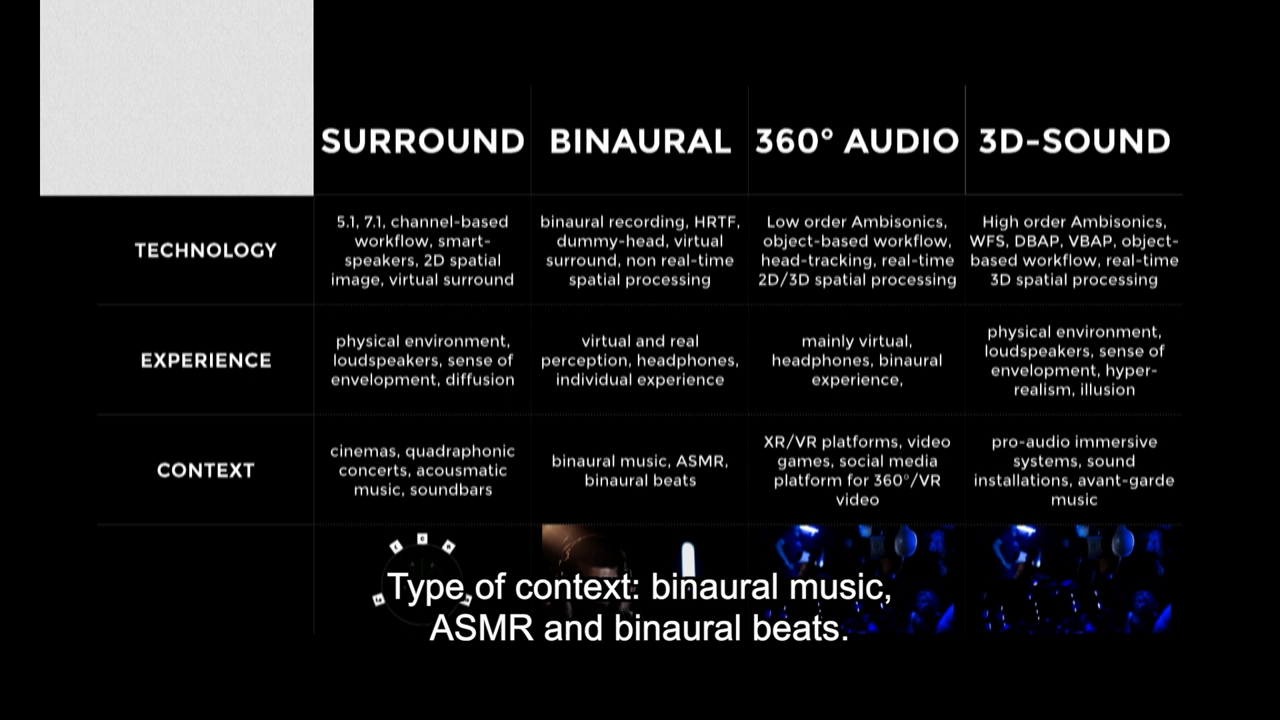 SURROUND
BINAURAL
360° AUDIO
3D-SOUND
TECHNOLOGY
5.1, 7.1, channel-based
workflow, smart-
speakers, 2D spatial
image, virtual surround
binaural recording, HRTF,
dummy-head, virtual
surround, non real-time
spatial processing
Low order Ambisonics,
object-based workflow,
head-tracking, real-time
2D/3D spatial processing
High order Ambisonics,
WFS, DBAP, VBAP, object-
based workflow, real-time
3D spatial processing
EXPERIENCE
physical environment,
loudspeakers, sense of
envelopment, diffusion
virtual and real
perception, headphones,
individual experience
mainly virtual,
headphones, binaural
experience,
physical environment,
loudspeakers, sense of
envelopment, hyper-
realism, illusion
CONTEXT
cinemas, quadraphonic
concerts, acousmatic
music, soundbars
binaural music, ASMR,
binaural beats
XR/VR platforms, video
games, social media
platform for 360°/VR
video
pro-audio immersive
systems, sound
installations, avant-garde
music
Type of context: binaural music,
ASMR and binaural beats.